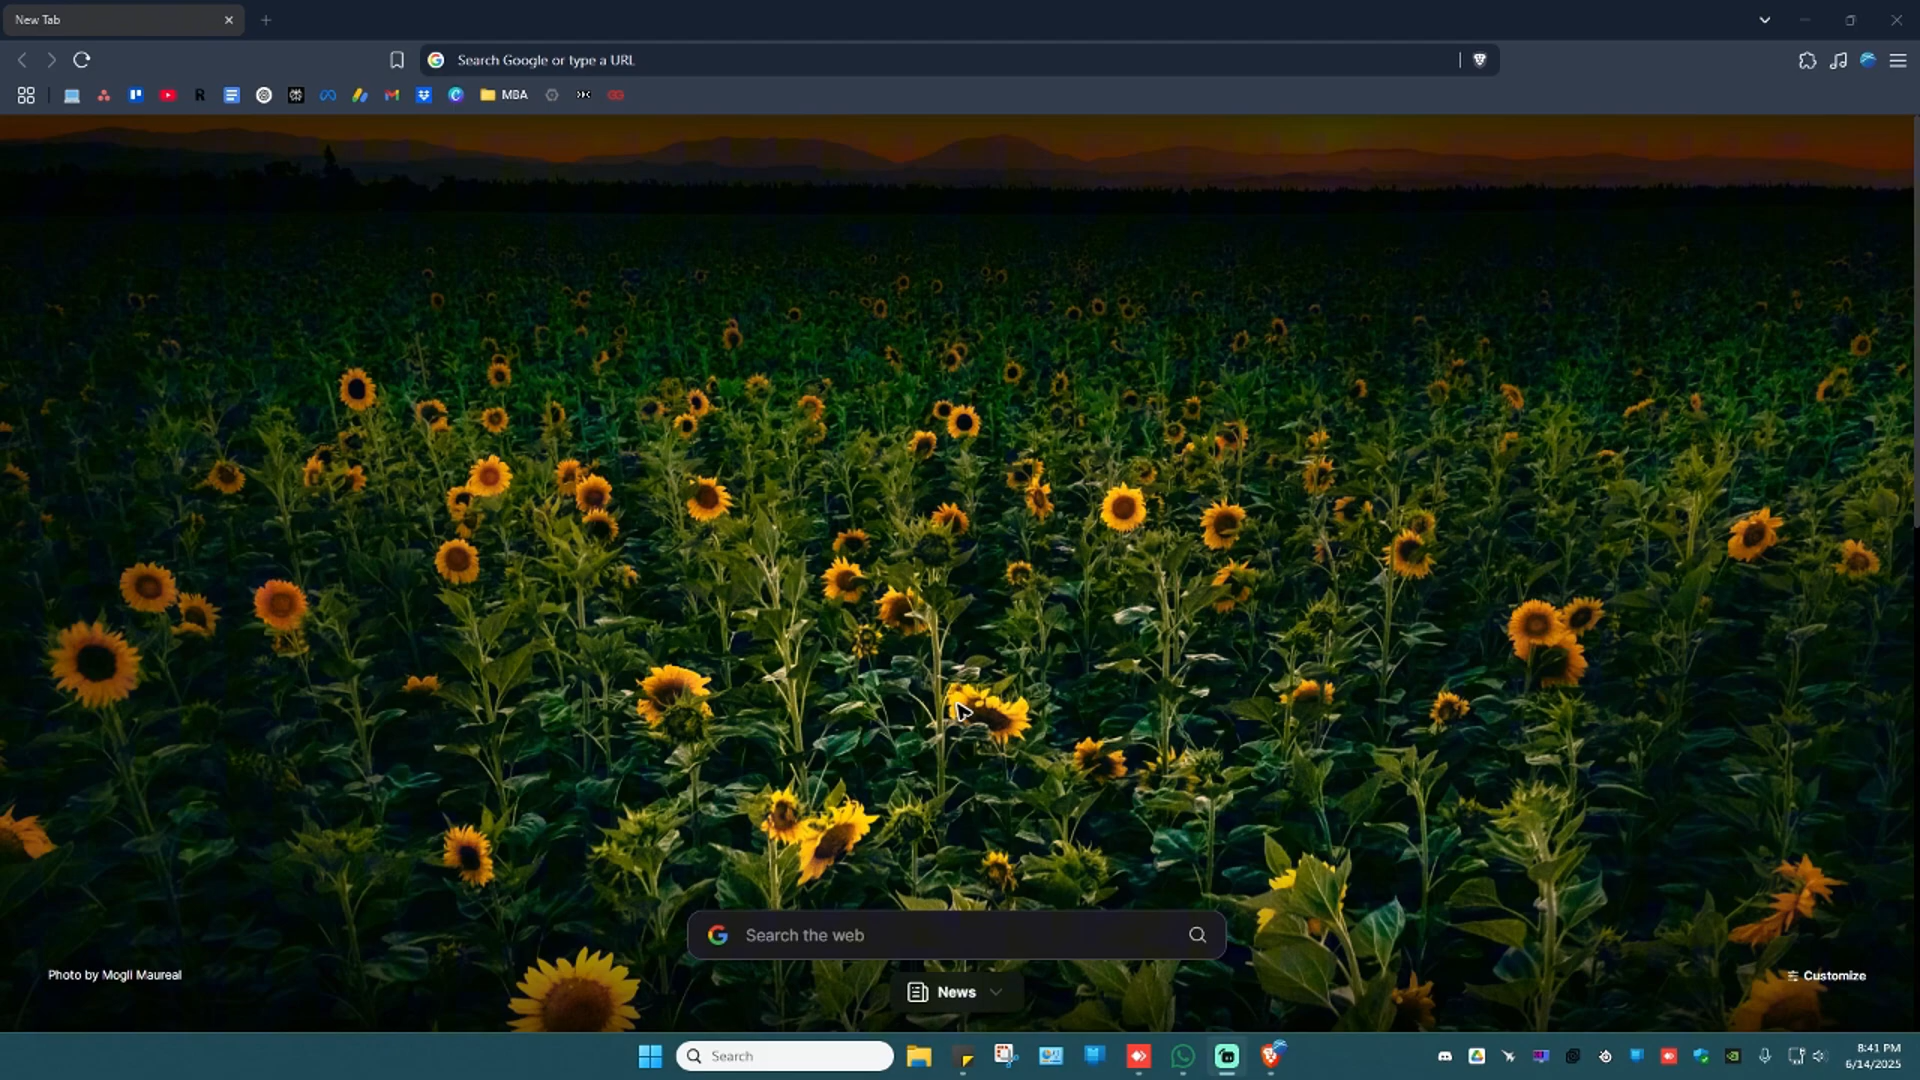 New Tab
Search Google or type a URL
MBA
Search the web
Photo by Mogli Maureal
Customize
News
Search
8:41 PM
6/14/2025